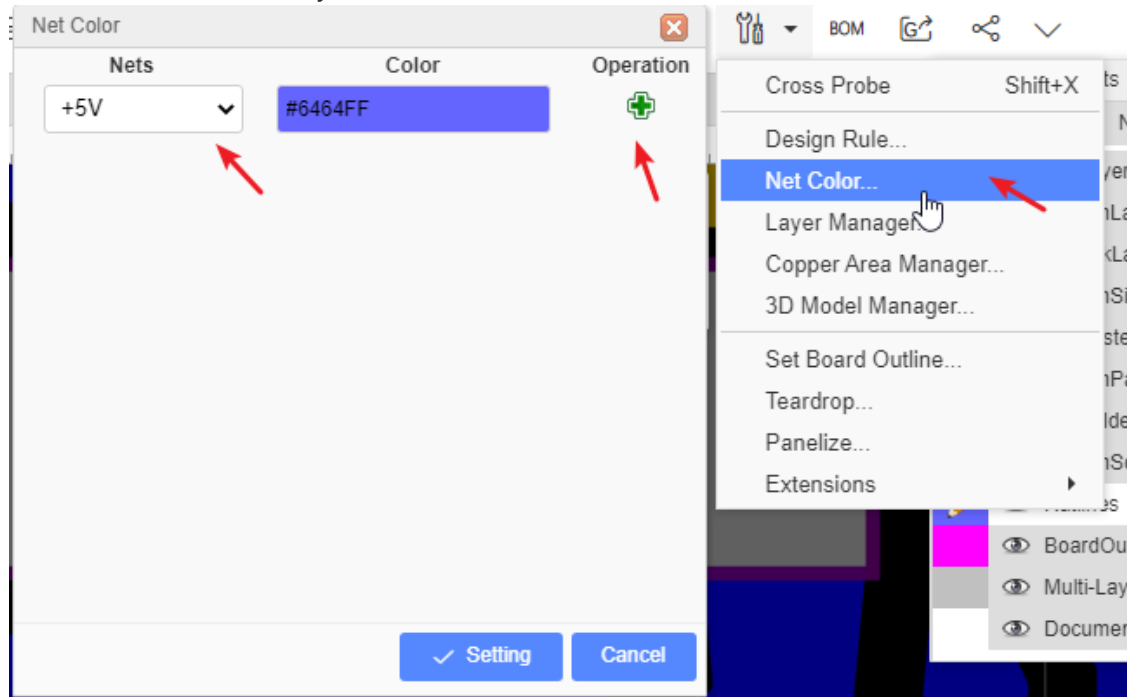 Net Color
Nets Color Operation
+5V #6464FF
Setting Cancel
BOM
Cross Probe Shift+X
Design Rule...
Net Color...
Layer Manager...
Copper Area Manager...
3D Model Manager...
Set Board Outline...
Teardrop...
Panelize...
Extensions
BoardOu
Multi-Lay
Documen